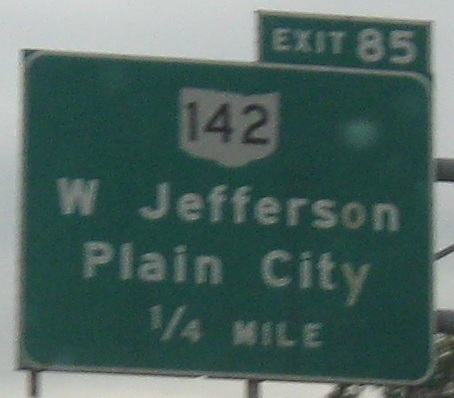 EXIT 85
142
W Jefferson
Plain City
1/4 MILE